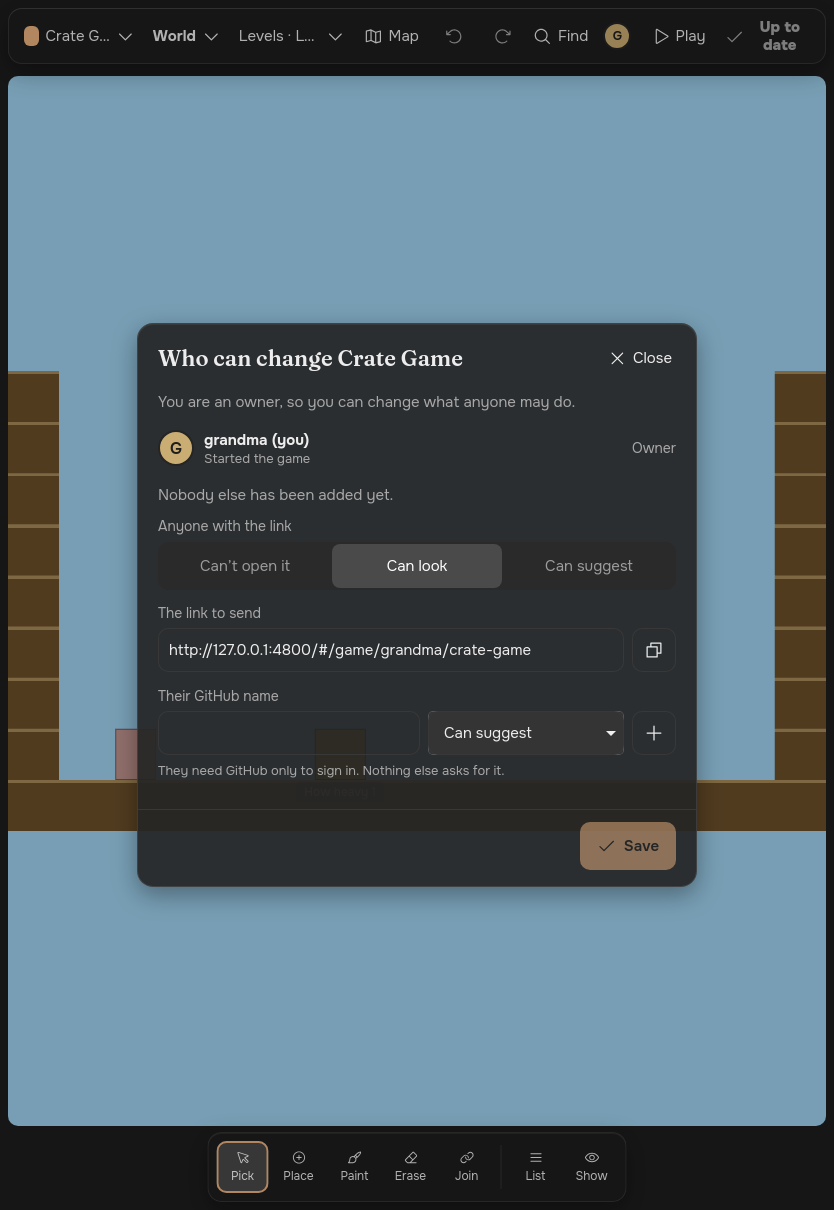 Crate G...
World
Levels · L...
Map
Find
G
Play
Up to
date
Who can change Crate Game
Close
You are an owner, so you can change what anyone may do.
G
grandma (you)
Started the game
Owner
Nobody else has been added yet.
Anyone with the link
Can't open it
Can look
Can suggest
The link to send
http://127.0.0.1:4800/#/game/grandma/crate-game
Their GitHub name
Can suggest
They need GitHub only to sign in. Nothing else asks for it.
Save
Pick
Place
Paint
Erase
Join
List
Show